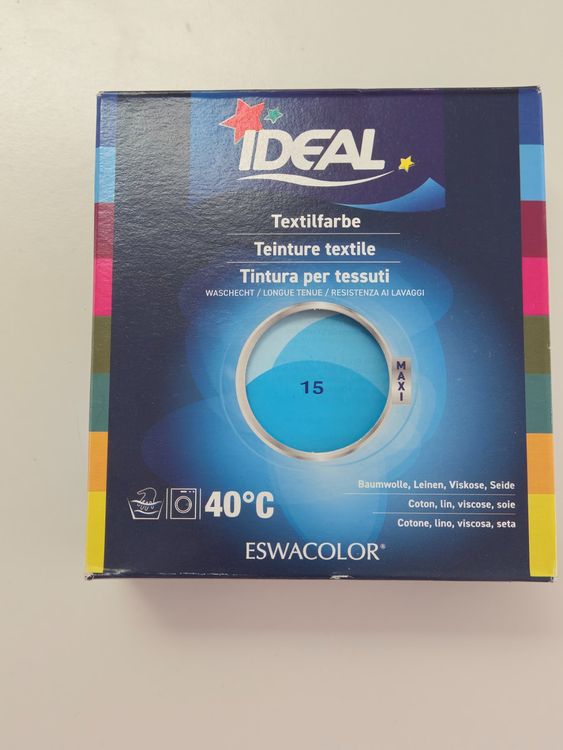 IDEAL
Textilfarbe
Teinture textile
Tintura per tessuti
WASCHECHT / LONGUE TENUE / RESISTENZA AI LAVAGGI
15
MAXI
Baumwolle, Leinen, Viskose, Seide
Coton, lin, viscose, soie
Cotone, lino, viscosa, seta
40°C
ESWACOLOR®